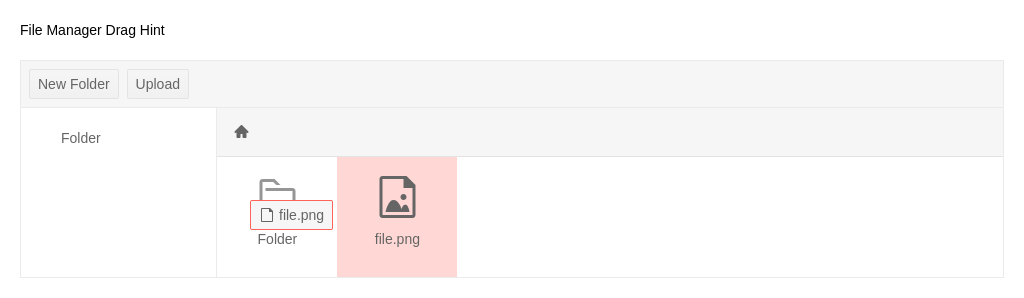 File Manager Drag Hint
New Folder Upload
Folder
file.png
Folder
file.png